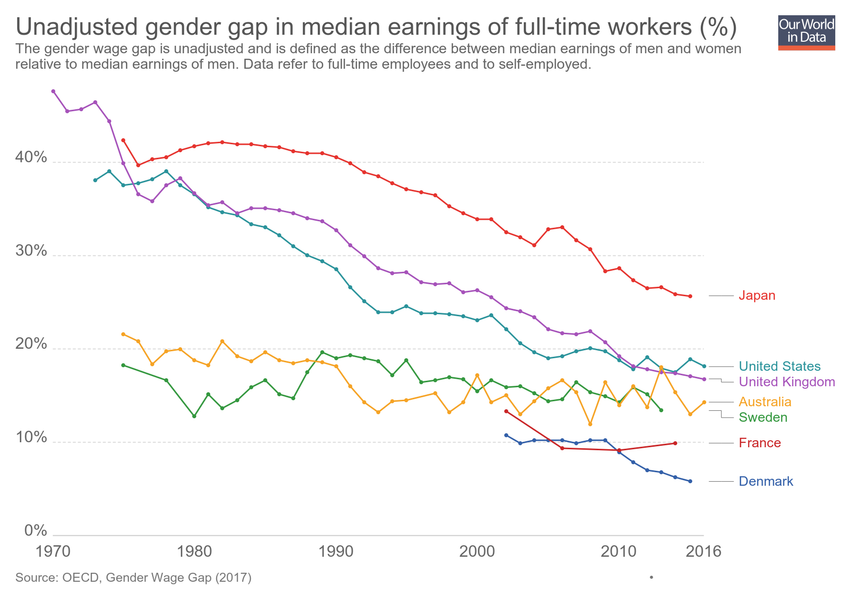 Unadjusted gender gap in median earnings of full-time workers (%)
Our World
in Data
The gender wage gap is unadjusted and is defined as the difference between median earnings of men and women
relative to median earnings of men. Data refer to full-time employees and to self-employed.
40%
30%
20%
10%
0%
Japan
United States
United Kingdom
Australia
Sweden
France
Denmark
1970 1980 1990 2000 2010 2016
Source: OECD, Gender Wage Gap (2017)